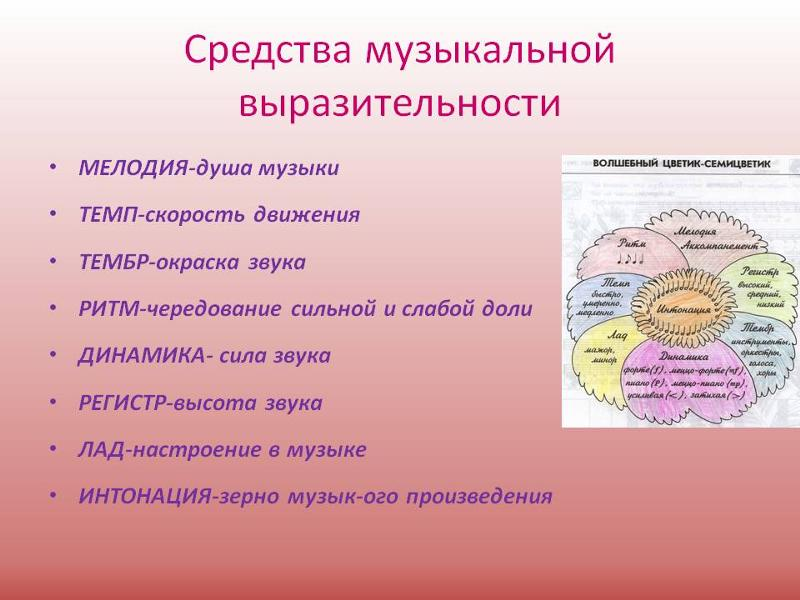 Средства музыкальной
выразительности
• МЕЛОДИЯ-душа музыки
• ТЕМП-скорость движения
• ТЕМБР-окраска звука
• РИТМ-чередование сильной и слабой доли
• ДИНАМИКА- сила звука
• РЕГИСТР-высота звука
• ЛАД-настроение в музыке
• ИНТОНАЦИЯ-зерно музык-ого произведения
ВОЛШЕБНЫЙ ЦВЕТИК-СЕМИЦВЕТИК
Мелодия
Аккомпанемент
Ритм
Регистр
высокий,
средний,
низкий
Темп
быстро,
умеренно,
медленно
Интонация
Тембр
инструменты,
оркестры,
голоса,
хоры
Лад
мажор,
минор
Динамика
форте(f), меццо-форте(mf),
пиано (p), меццо-пиано (mp),
усиливая(<), затихая(>)